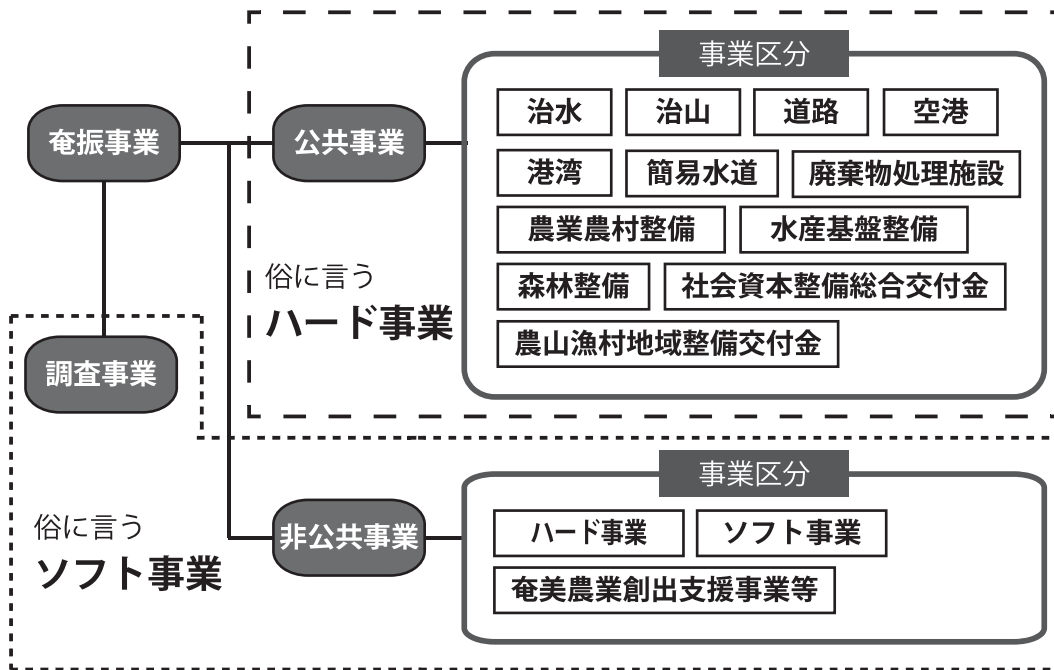 奄振事業
公共事業
事業区分
治水
治山
道路
空港
港湾
簡易水道
廃棄物処理施設
農業農村整備
水産基盤整備
森林整備
社会資本整備総合交付金
農山漁村地域整備交付金
俗に言う
ハード事業
調査事業
俗に言う
ソフト事業
非公共事業
事業区分
ハード事業
ソフト事業
奄美農業創出支援事業等